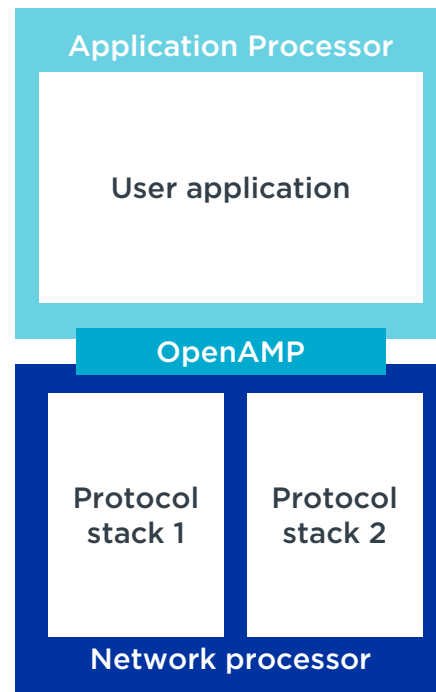 Application Processor
User application
OpenAMP
Protocol
stack 1
Protocol
stack 2
Network processor